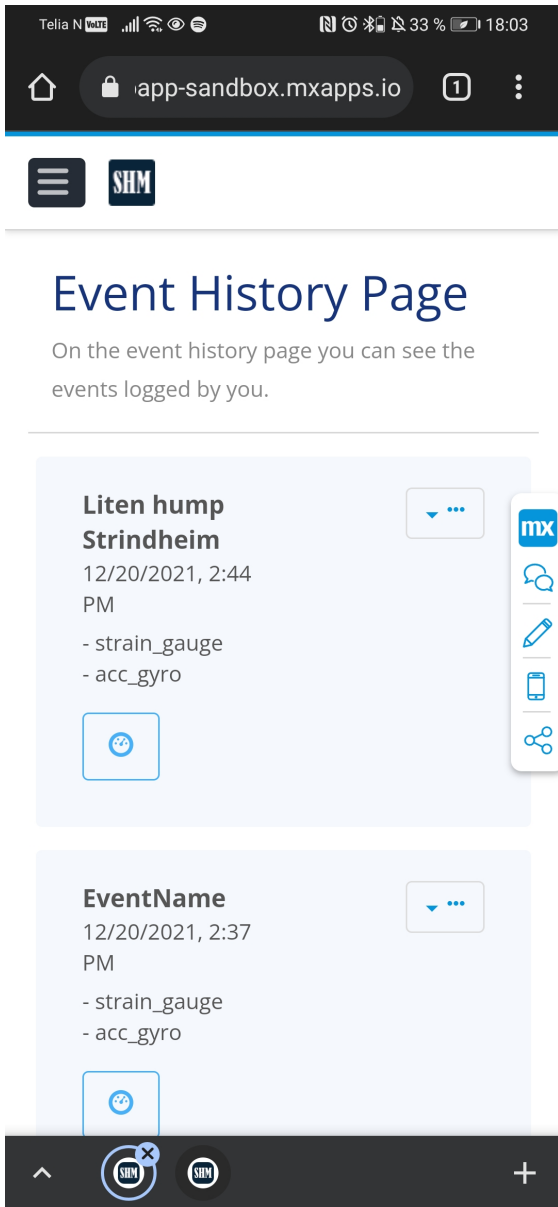 Telia N VoLTE 33 % 18:03
app-sandbox.mxapps.io 1
SHM
Event History Page
On the event history page you can see the
events logged by you.
Liten hump
Strindheim
12/20/2021, 2:44
PM
- strain_gauge
- acc_gyro
mx
EventName
12/20/2021, 2:37
PM
- strain_gauge
- acc_gyro
SHM SHM